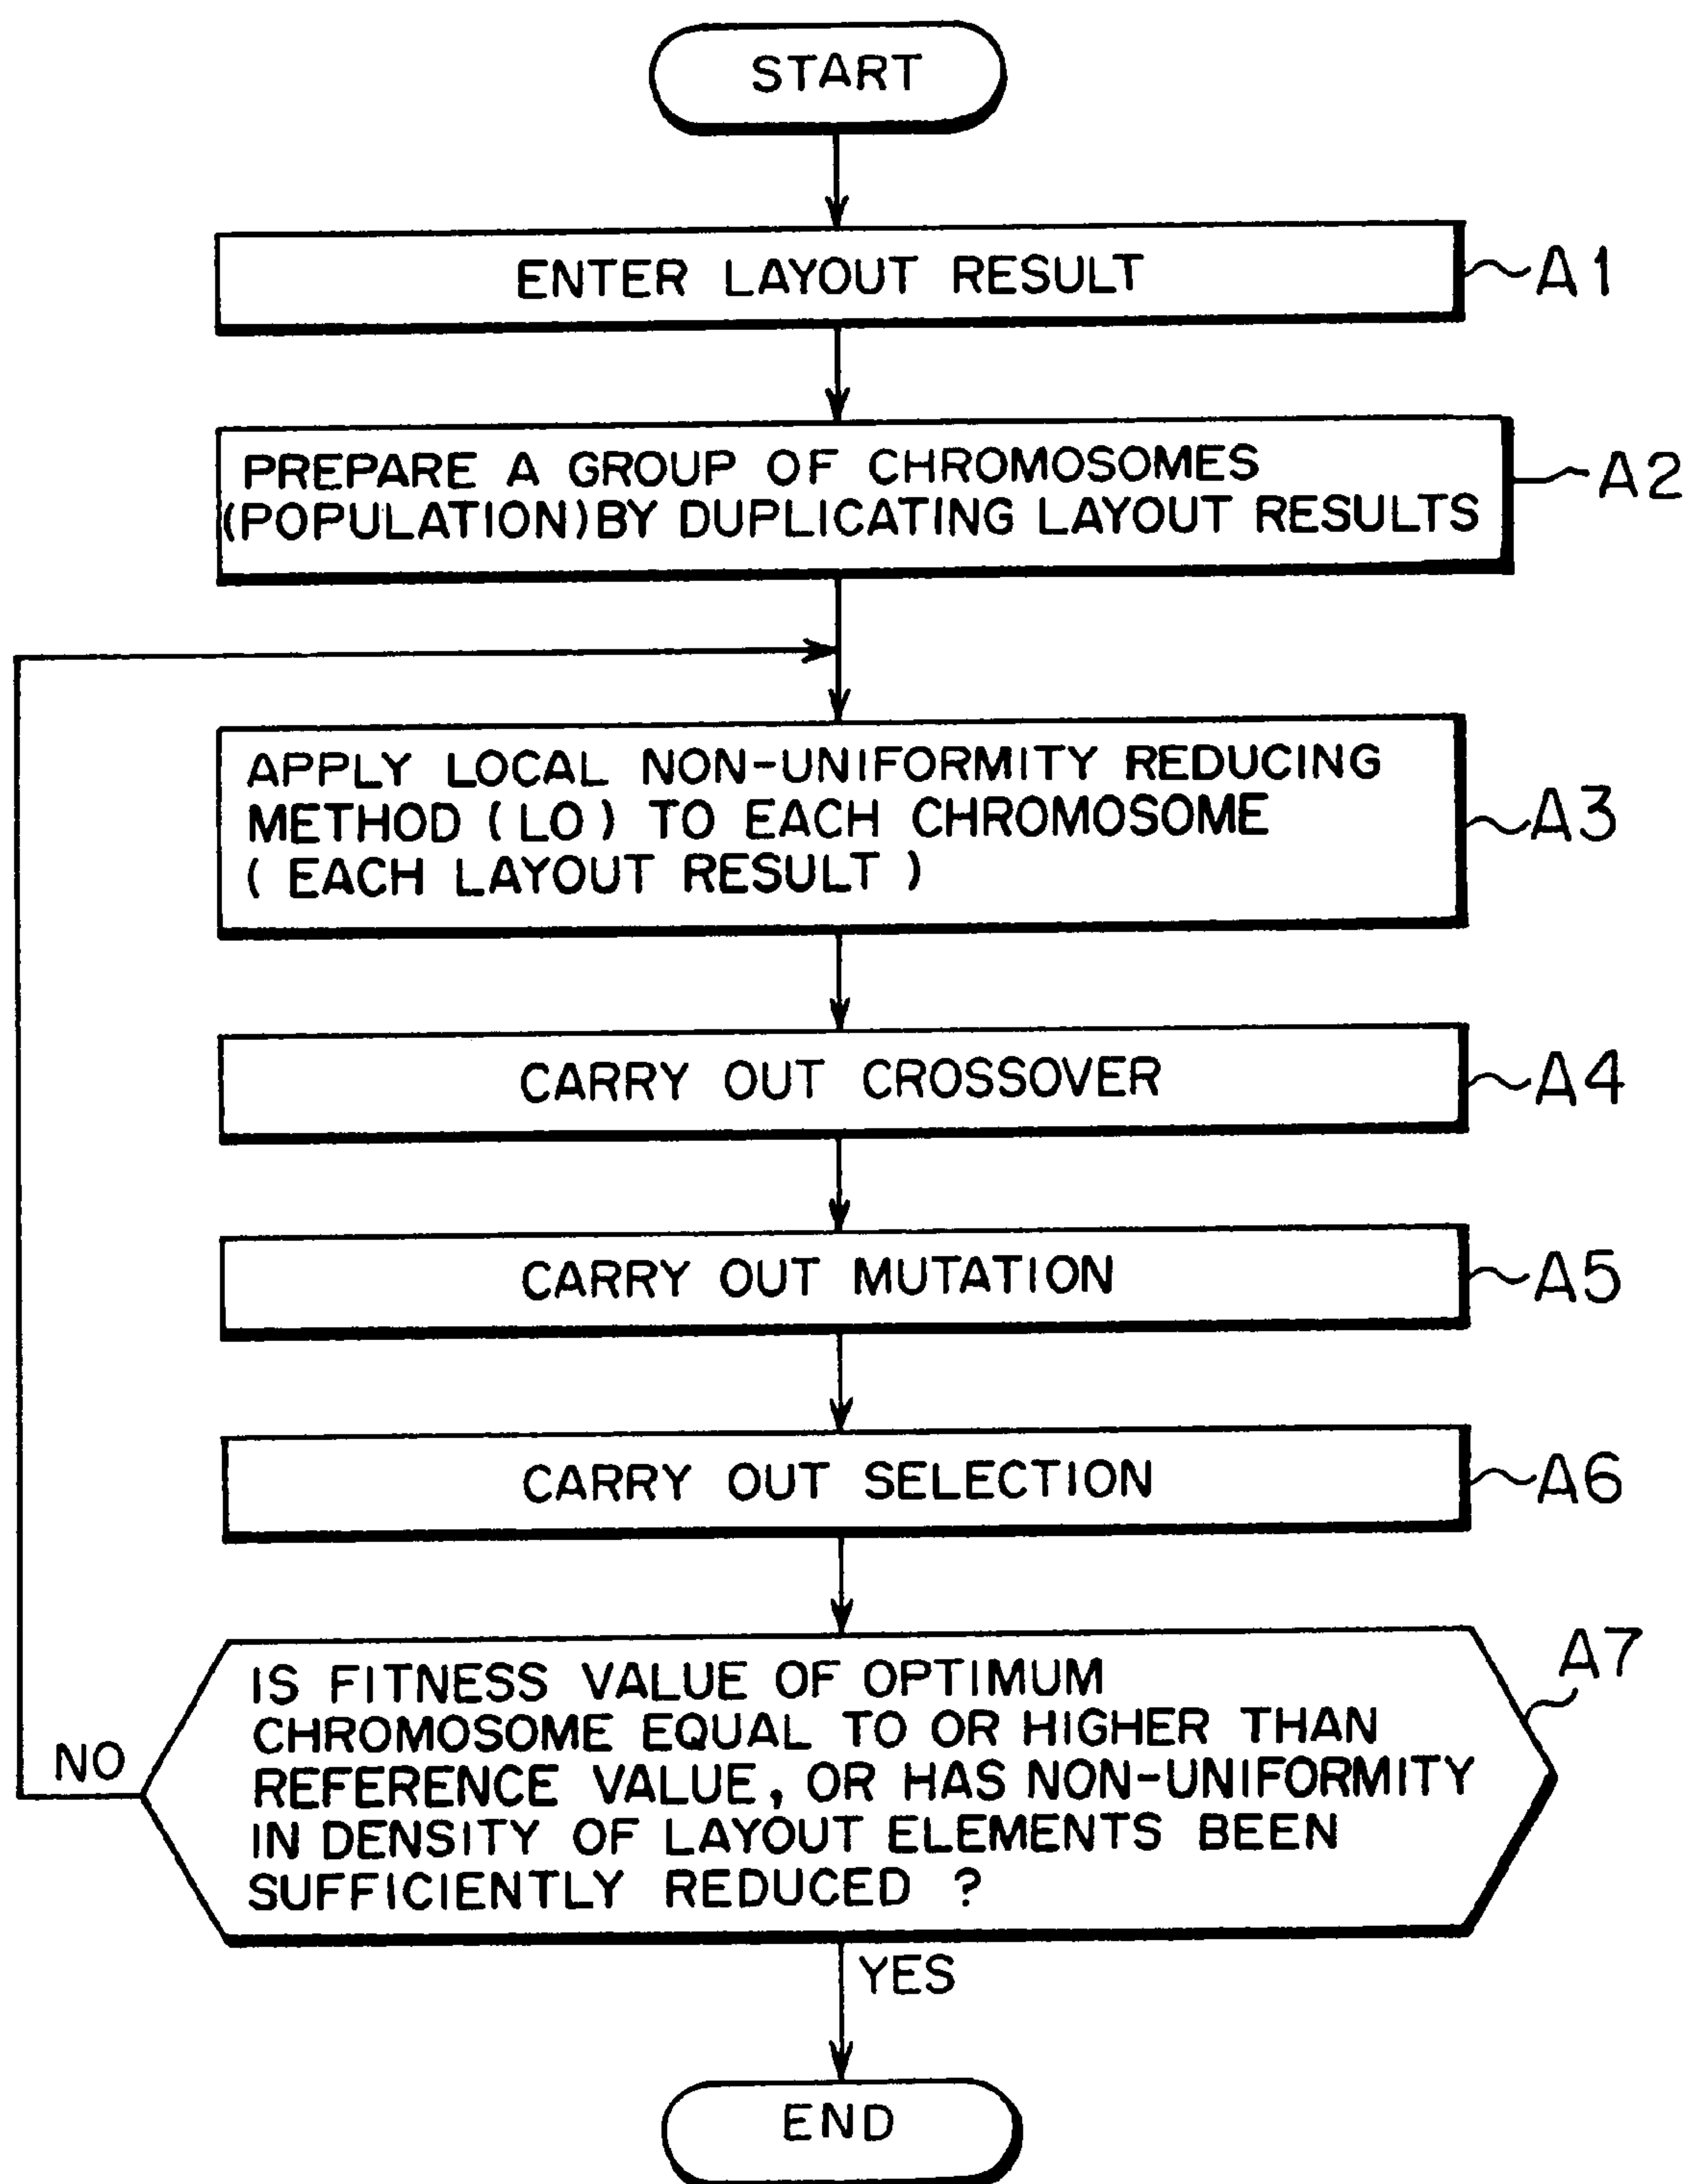 START
ENTER LAYOUT RESULT
A1
PREPARE A GROUP OF CHROMOSOMES
(POPULATION) BY DUPLICATING LAYOUT RESULTS
A2
APPLY LOCAL NON-UNIFORMITY REDUCING
METHOD (LO) TO EACH CHROMOSOME
(EACH LAYOUT RESULT)
A3
CARRY OUT CROSSOVER
A4
CARRY OUT MUTATION
A5
CARRY OUT SELECTION
A6
IS FITNESS VALUE OF OPTIMUM
CHROMOSOME EQUAL TO OR HIGHER THAN
REFERENCE VALUE, OR HAS NON-UNIFORMITY
IN DENSITY OF LAYOUT ELEMENTS BEEN
SUFFICIENTLY REDUCED ?
A7
NO
YES
END